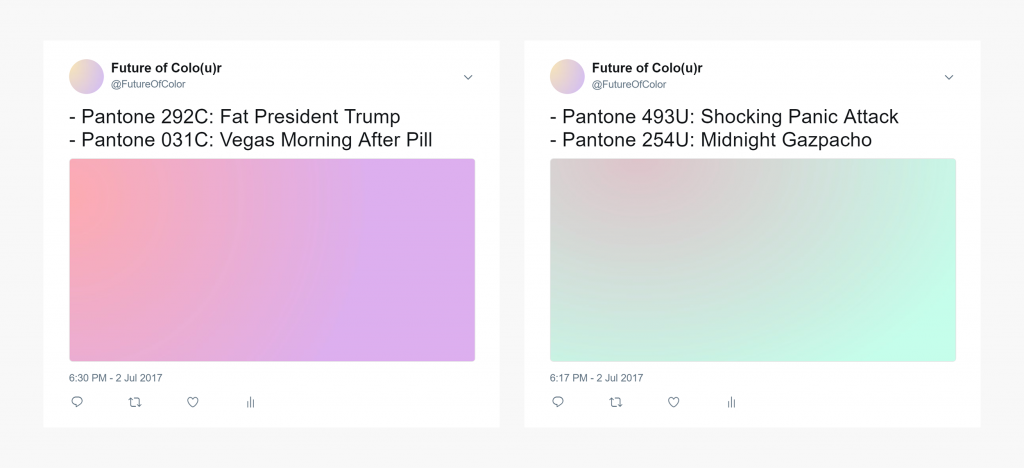 Future of Colo(u)r
@FutureOfColor
- Pantone 292C: Fat President Trump
- Pantone 031C: Vegas Morning After Pill
6:30 PM - 2 Jul 2017
Future of Colo(u)r
@FutureOfColor
- Pantone 493U: Shocking Panic Attack
- Pantone 254U: Midnight Gazpacho
6:17 PM - 2 Jul 2017